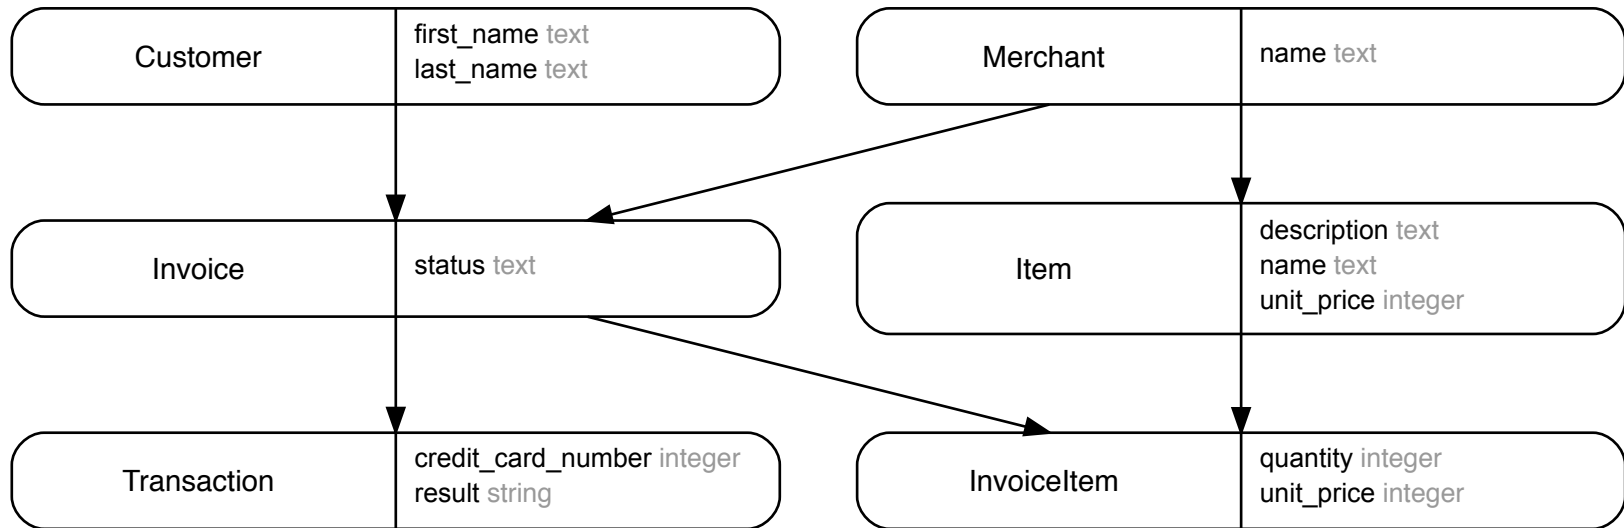 Customer
first_name text
last_name text
Merchant
name text
Invoice
status text
Item
description text
name text
unit_price integer
Transaction
credit_card_number integer
result string
InvoiceItem
quantity integer
unit_price integer